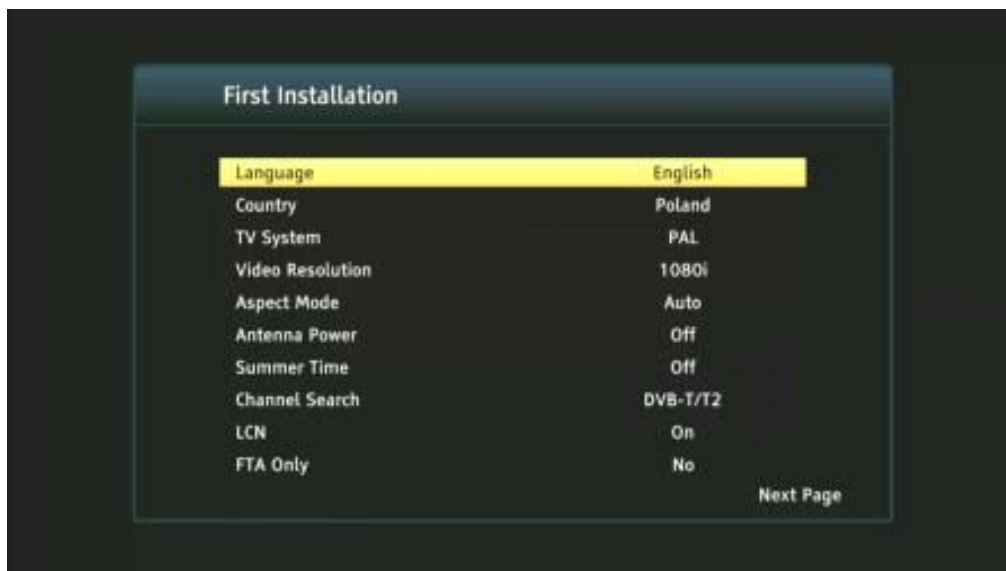 First Installation
Language English
Country Poland
TV System PAL
Video Resolution 1080i
Aspect Mode Auto
Antenna Power Off
Summer Time Off
Channel Search DVB-T/T2
LCN On
FTA Only No
Next Page